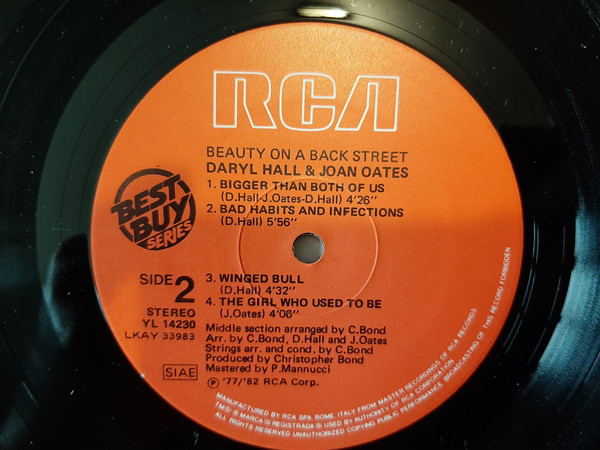 RCA
BEAUTY ON A BACK STREET
DARYL HALL & JOAN OATES
1. BIGGER THAN BOTH OF US
(D.Hall-J.Oates-D.Hall) 4'26"
2. BAD HABITS AND INFECTIONS
(D.Hall) 5'56"
BEST
BUY
SERIES
3. WINGED BULL
(D.Hall) 4'32"
4. THE GIRL WHO USED TO BE
(J.Oates) 4'06"
SIDE 2
STEREO
YL 14230
LKAY 33983
Middle section arranged by C.Bond
Arr. by C.Bond, D.Hall and J.Oates
Strings arr. and cond. by C.Bond
Produced by Christopher Bond
Mastered by P.Mannucci
SIAE
℗ '77/'82 RCA Corp.
MANUFACTURED BY RCA SPA ROME ITALY FROM MASTER RECORDINGS OF RCA RECORDS
TM(S) ® MARCA(S) REGISTRADA(S) USED BY AUTHORITY OF RCA CORPORATION
ALL RIGHTS RESERVED UNAUTHORIZED COPYING PUBLIC PERFORMANCE BROADCASTING OF THIS RECORD FORBIDDEN